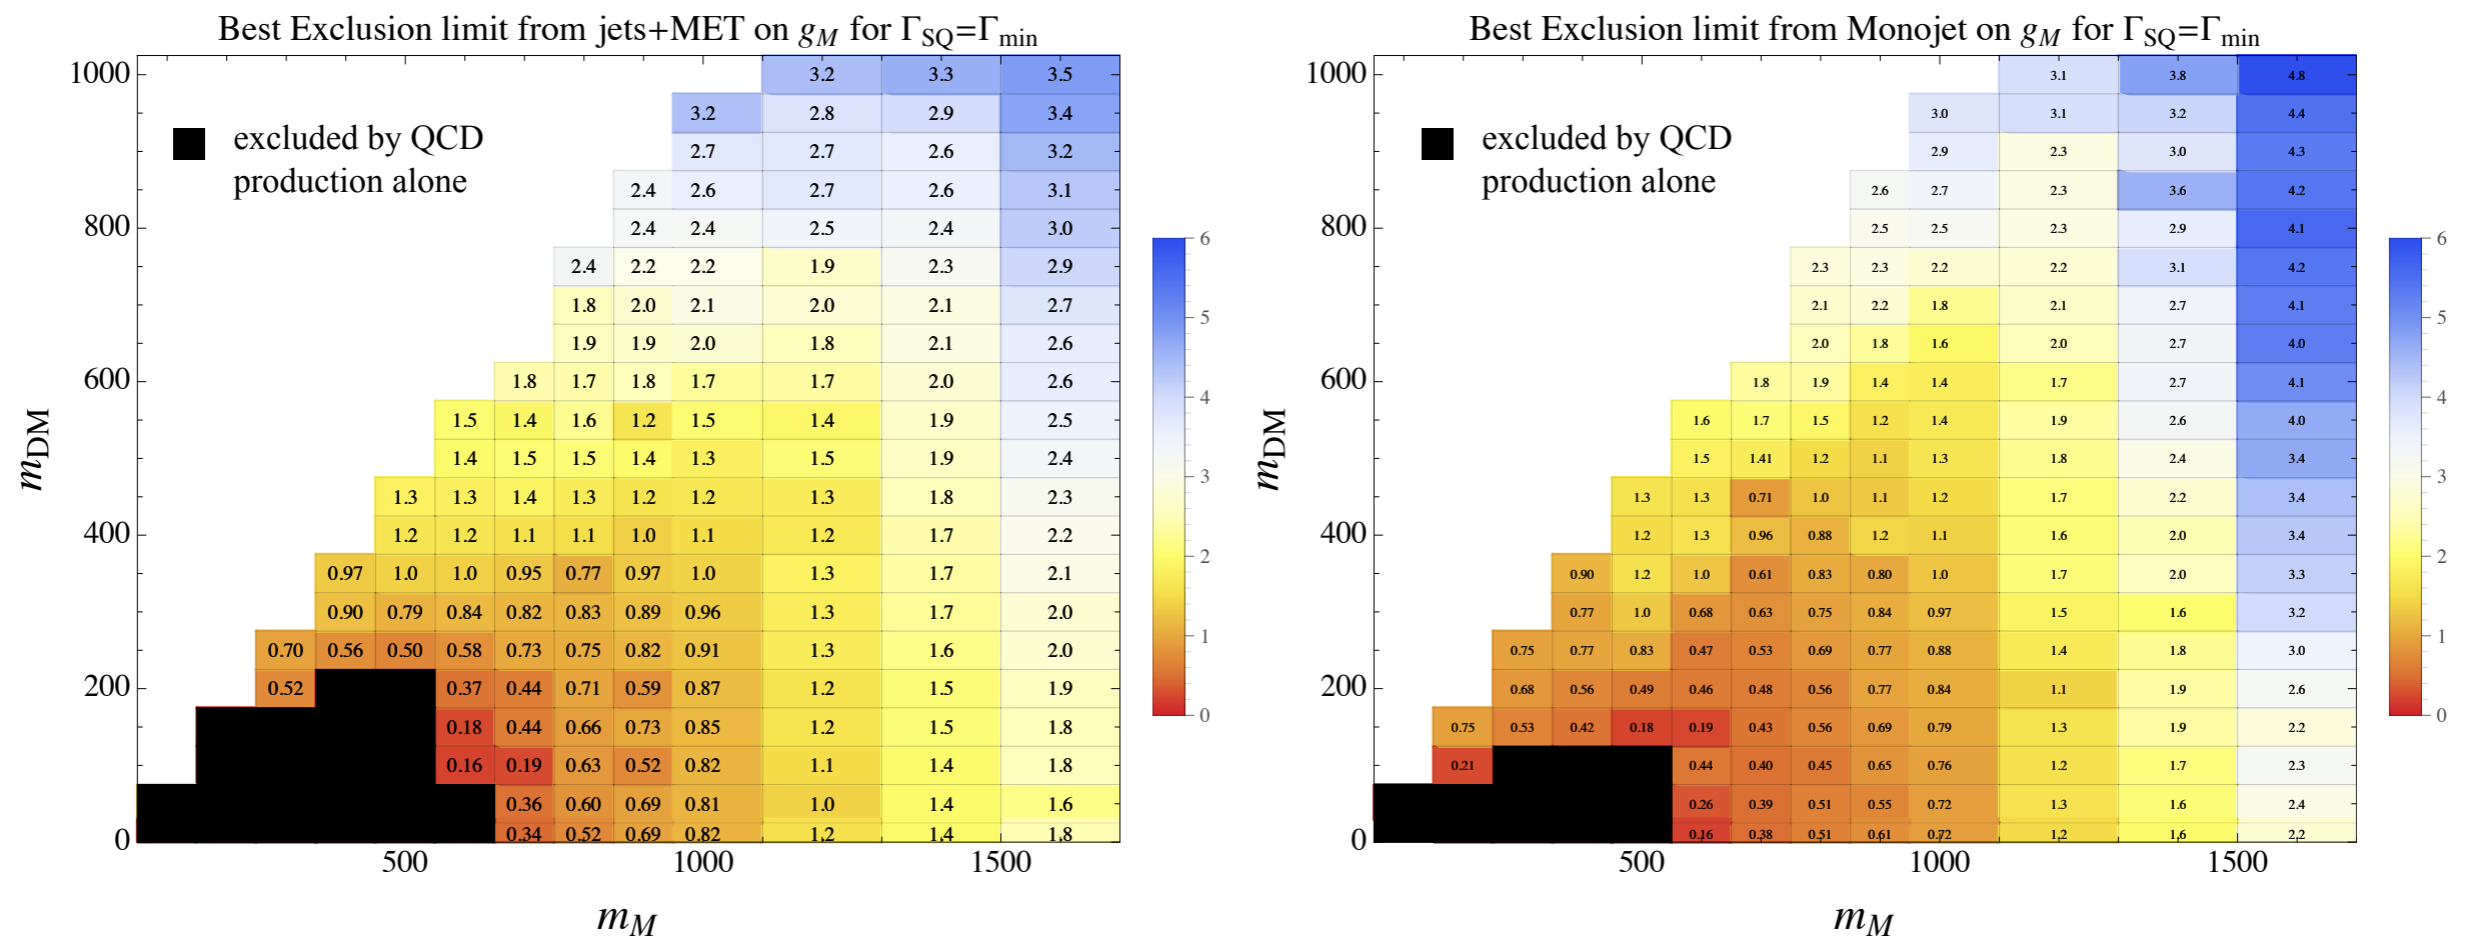 Best Exclusion limit from jets+MET on g_M for Γ_SQ=Γ_min
1000 3.2 3.3 3.5
3.2 2.8 2.9 3.4
excluded by QCD
production alone
2.7 2.7 2.6 3.2
2.4 2.6 2.7 2.6 3.1
800 2.4 2.4 2.5 2.4 3.0
2.4 2.2 2.2 1.9 2.3 2.9
1.8 2.0 2.1 2.0 2.1 2.7
1.9 1.9 2.0 1.8 2.1 2.6
600 1.8 1.7 1.8 1.7 1.7 2.0 2.6
1.5 1.4 1.6 1.2 1.5 1.4 1.9 2.5
1.4 1.5 1.5 1.4 1.3 1.5 1.9 2.4
1.3 1.3 1.4 1.3 1.2 1.2 1.3 1.8 2.3
400 1.2 1.2 1.1 1.1 1.0 1.1 1.2 1.7 2.2
0.97 1.0 1.0 0.95 0.77 0.97 1.0 1.3 1.7 2.1
0.90 0.79 0.84 0.82 0.83 0.89 0.96 1.3 1.7 2.0
0.70 0.56 0.50 0.58 0.73 0.75 0.82 0.91 1.3 1.6 2.0
200 0.52 0.37 0.44 0.71 0.59 0.87 1.2 1.5 1.9
0.18 0.44 0.66 0.73 0.85 1.2 1.5 1.8
0.16 0.19 0.63 0.52 0.82 1.1 1.4 1.8
0.36 0.60 0.69 0.81 1.0 1.4 1.6
0 0.34 0.52 0.69 0.82 1.2 1.4 1.8
500 1000 1500
m_M
m_DM
6
5
4
3
2
1
0
Best Exclusion limit from Monojet on g_M for Γ_SQ=Γ_min
1000 3.1 3.8 4.8
3.0 3.1 3.2 4.4
excluded by QCD
production alone
2.9 2.3 3.0 4.3
2.6 2.7 2.3 3.6 4.2
800 2.5 2.5 2.3 2.9 4.1
2.3 2.3 2.2 2.2 3.1 4.2
2.1 2.2 1.8 2.1 2.7 4.1
2.0 1.8 1.6 2.0 2.7 4.0
600 1.8 1.9 1.4 1.4 1.7 2.7 4.1
1.6 1.7 1.5 1.2 1.4 1.9 2.6 4.0
1.5 1.41 1.2 1.1 1.3 1.8 2.4 3.4
1.3 1.3 0.71 1.0 1.1 1.2 1.7 2.2 3.4
400 1.2 1.3 0.96 0.88 1.2 1.1 1.6 2.0 3.4
0.90 1.2 1.0 0.61 0.83 0.80 1.0 1.7 2.0 3.3
0.77 1.0 0.68 0.63 0.75 0.84 0.97 1.5 1.6 3.2
0.75 0.77 0.83 0.47 0.53 0.69 0.77 0.88 1.4 1.8 3.0
200 0.68 0.56 0.49 0.46 0.48 0.56 0.77 0.84 1.1 1.9 2.6
0.75 0.53 0.42 0.18 0.19 0.43 0.56 0.69 0.79 1.3 1.9 2.2
0.21 0.44 0.40 0.45 0.65 0.76 1.2 1.7 2.3
0.26 0.39 0.51 0.55 0.72 1.3 1.6 2.4
0 0.16 0.38 0.51 0.61 0.72 1.2 1.6 2.2
500 1000 1500
m_M
m_DM
6
5
4
3
2
1
0